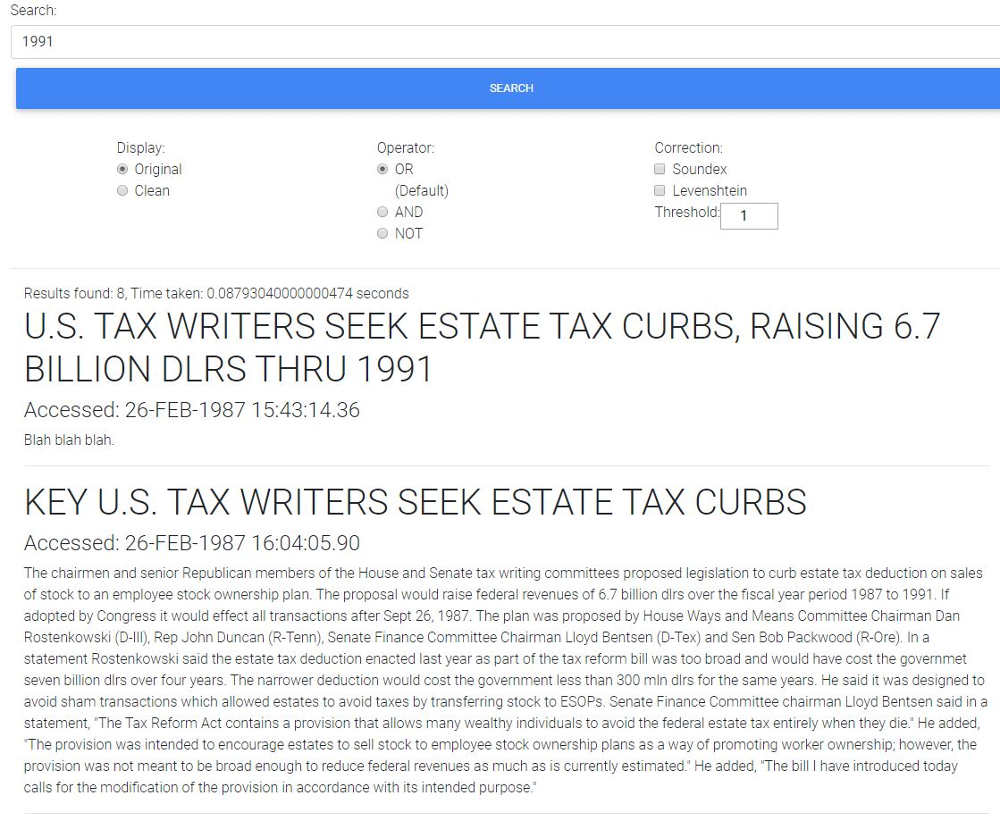 Search:
1991
SEARCH
Display:
Original
Clean
Operator:
OR
(Default)
AND
NOT
Correction:
Soundex
Levenshtein
Threshold: 1
Results found: 8, Time taken: 0.08793040000000474 seconds
U.S. TAX WRITERS SEEK ESTATE TAX CURBS, RAISING 6.7
BILLION DLRS THRU 1991
Accessed: 26-FEB-1987 15:43:14.36
Blah blah blah.
KEY U.S. TAX WRITERS SEEK ESTATE TAX CURBS
Accessed: 26-FEB-1987 16:04:05.90
The chairmen and senior Republican members of the House and Senate tax writing committees proposed legislation to curb estate tax deduction on sales
of stock to an employee stock ownership plan. The proposal would raise federal revenues of 6.7 billion dlrs over the fiscal year period 1987 to 1991. If
adopted by Congress it would effect all transactions after Sept 26, 1987. The plan was proposed by House Ways and Means Committee Chairman Dan
Rostenkowski (D-Ill), Rep John Duncan (R-Tenn), Senate Finance Committee Chairman Lloyd Bentsen (D-Tex) and Sen Bob Packwood (R-Ore). In a
statement Rostenkowski said the estate tax deduction enacted last year as part of the tax reform bill was too broad and would have cost the governmet
seven billion dlrs over four years. The narrower deduction would cost the government less than 300 mln dlrs for the same years. He said it was designed to
avoid sham transactions which allowed estates to avoid taxes by transferring stock to ESOPs. Senate Finance Committee chairman Lloyd Bentsen said in a
statement, "The Tax Reform Act contains a provision that allows many wealthy individuals to avoid the federal estate tax entirely when they die." He added,
"The provision was intended to encourage estates to sell stock to employee stock ownership plans as a way of promoting worker ownership; however, the
provision was not meant to be broad enough to reduce federal revenues as much as is currently estimated." He added, "The bill I have introduced today
calls for the modification of the provision in accordance with its intended purpose."